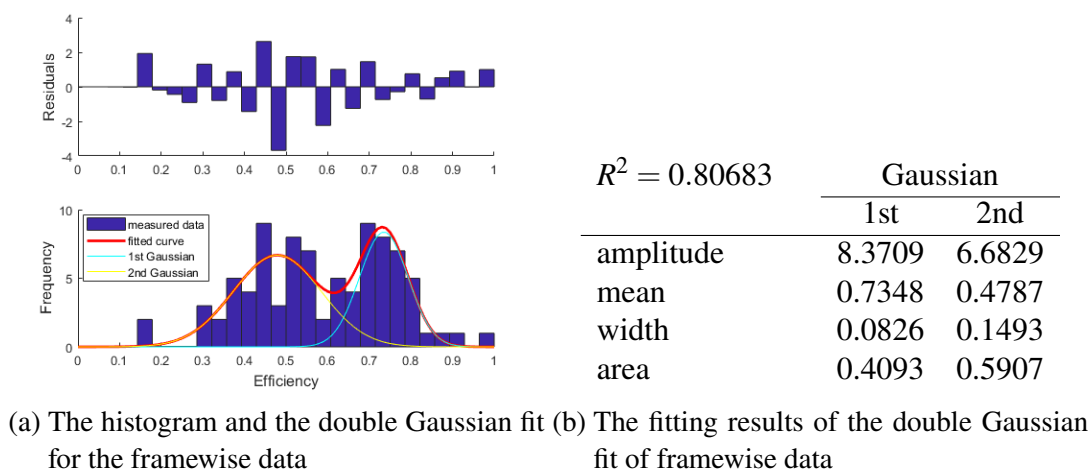 4
2
0
-2
-4
Residuals
0 0.1 0.2 0.3 0.4 0.5 0.6 0.7 0.8 0.9 1
10
5
0
Frequency
measured data
fitted curve
1st Gaussian
2nd Gaussian
0 0.1 0.2 0.3 0.4 0.5 0.6 0.7 0.8 0.9 1
Efficiency
(a) The histogram and the double Gaussian fit
for the framewise data
R² = 0.80683 Gaussian
1st 2nd
amplitude 8.3709 6.6829
mean 0.7348 0.4787
width 0.0826 0.1493
area 0.4093 0.5907
(b) The fitting results of the double Gaussian
fit of framewise data